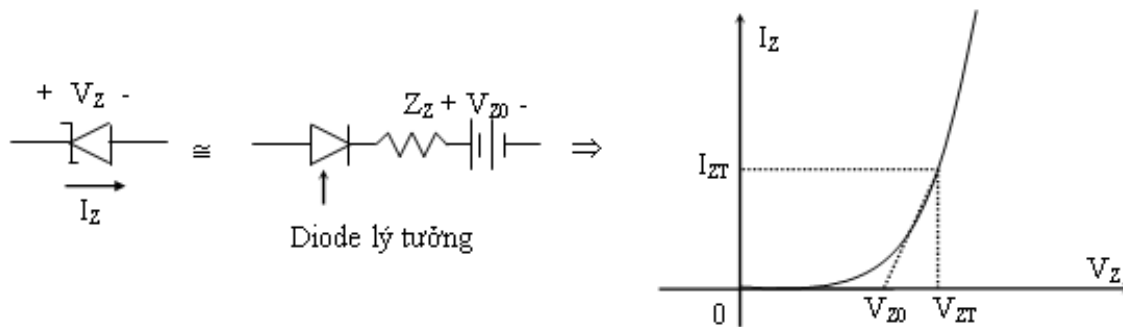 + V_Z -
I_Z
≅
Z_Z + V_Z0 -
Diode lý tưởng
⇒
I_Z
I_ZT
0
V_Z0
V_ZT
V_Z